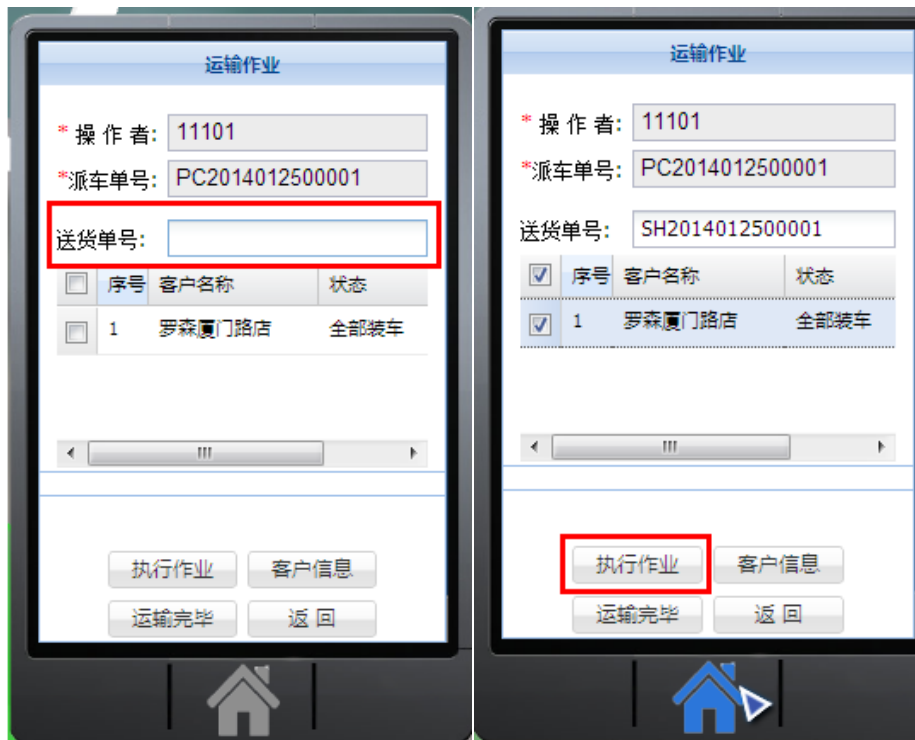 运输作业
* 操 作 者: 11101
*派车单号: PC2014012500001
送货单号:
序号 客户名称 状态
1 罗森厦门路店 全部装车
执行作业 客户信息
运输完毕 返 回
运输作业
* 操 作 者: 11101
*派车单号: PC2014012500001
送货单号: SH2014012500001
序号 客户名称 状态
1 罗森厦门路店 全部装车
执行作业 客户信息
运输完毕 返 回